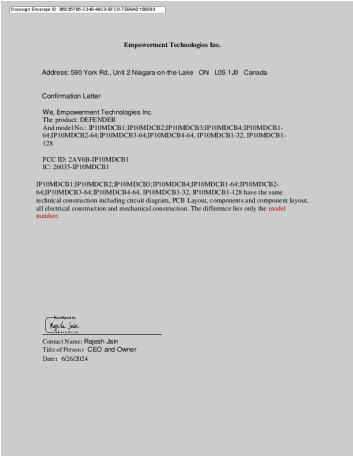 Docusign Envelope ID:
Empowerment Technologies Inc.
Address: 590 York Rd., Unit 2 Niagara-on-the-Lake ON L0S 1J0 Canada
Confirmation Letter
We, Empowerment Technologies Inc.
The product: DEFENDER
And model No.: IP10MDCB1;IP10MDCB2;IP10MDCB3;IP10MDCB4;IP10MDCB1-
64;IP10MDCB2-64;IP10MDCB3-64;IP10MDCB4-64, IP10MDCB1-32, IP10MDCB1-
128
FCC ID: 2AV6B-IP10MDCB1
IC: 26035-IP10MDCB1
IP10MDCB1;IP10MDCB2;IP10MDCB3;IP10MDCB4;IP10MDCB1-64;IP10MDCB2-
64;IP10MDCB3-64;IP10MDCB4-64, IP10MDCB1-32, IP10MDCB1-128 have the same
technical construction including circuit diagram, PCB Layout, components and component layout,
all electrical construction and mechanical construction. The difference lies only the model
number.
DocuSigned by:
Rajesh Jain
Contact Name: Rajesh Jain
Title of Person: CEO and Owner
Date: 6/26/2024